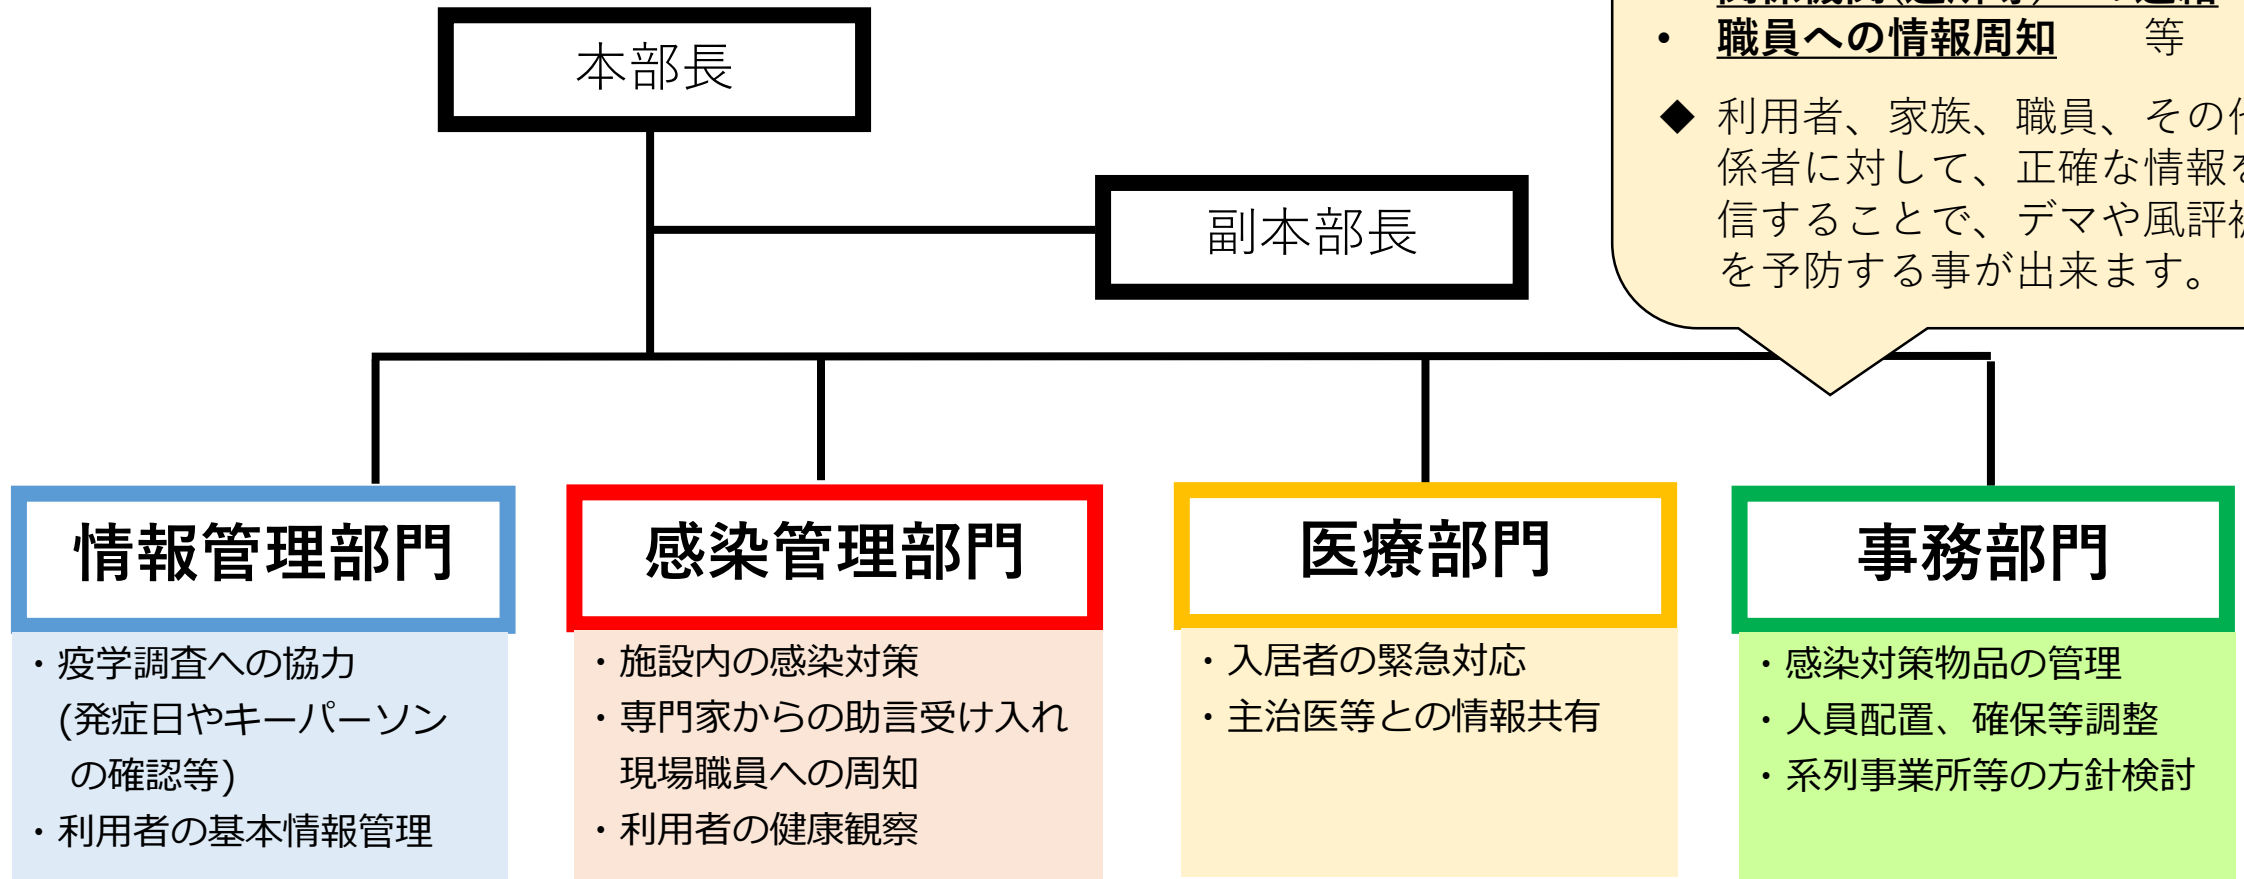 本部長
副本部長
・ 職員への情報周知 等
◆ 利用者、家族、職員、その
係者に対して、正確な情報
信することで、デマや風評
を予防する事が出来ます。
情報管理部門
・疫学調査への協力
(発症日やキーパーソン
の確認等)
・利用者の基本情報管理
感染管理部門
・施設内の感染対策
・専門家からの助言受け入れ
現場職員への周知
・利用者の健康観察
医療部門
・入居者の緊急対応
・主治医等との情報共有
事務部門
・感染対策物品の管理
・人員配置、確保等調整
・系列事業所等の方針検討